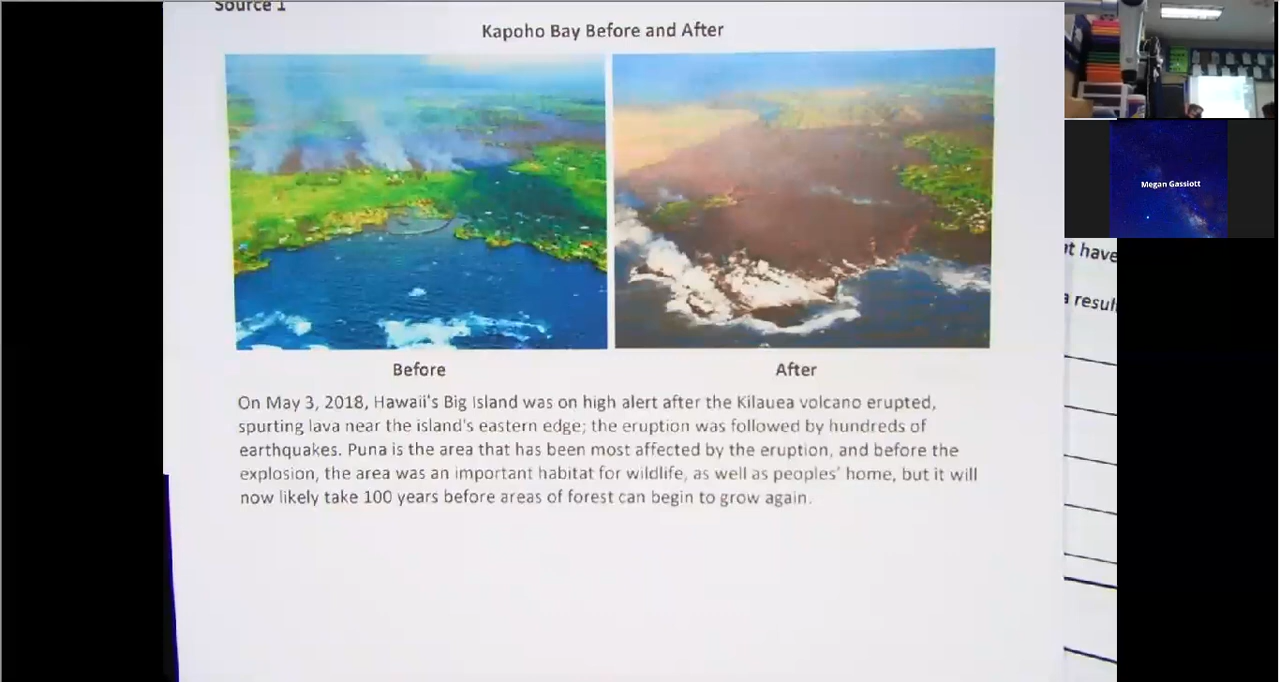 Source 1
Kapoho Bay Before and After
Megan Gassiott
t have
a resul
Before
After
On May 3, 2018, Hawaii's Big Island was on high alert after the Kilauea volcano erupted,
spurting lava near the island's eastern edge; the eruption was followed by hundreds of
earthquakes. Puna is the area that has been most affected by the eruption, and before the
explosion, the area was an important habitat for wildlife, as well as peoples' home, but it will
now likely take 100 years before areas of forest can begin to grow again.